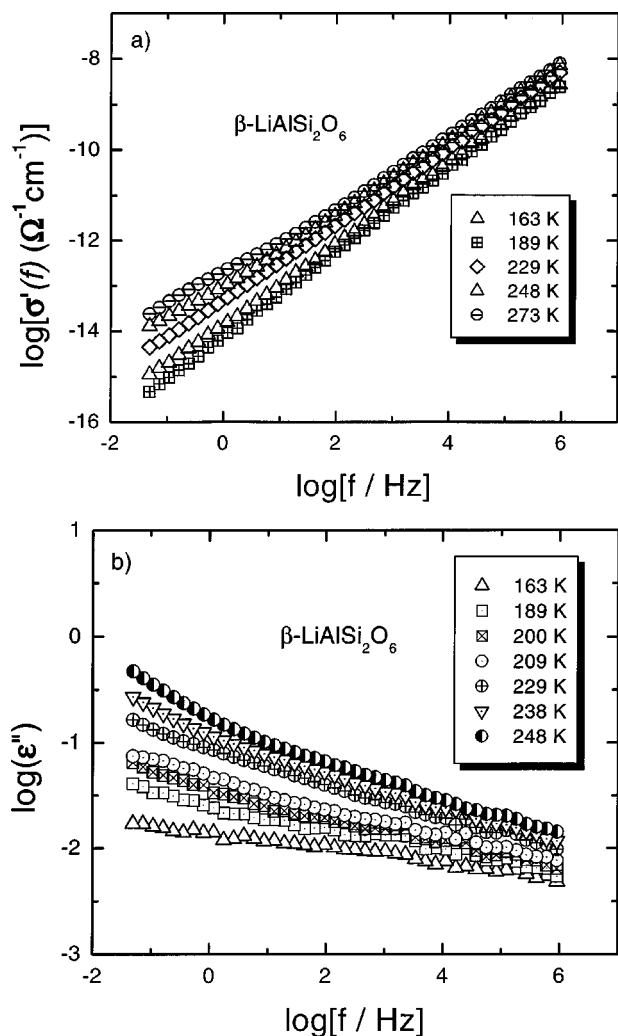 a)
-8
β-LiAlSi₂O₆
-10
-12
-14
-16
log[σ'(f) (Ω⁻¹cm⁻¹)]
163 K
189 K
229 K
248 K
273 K
-2 0 2 4 6
log[f / Hz]
b)
1
0
-1
-2
-3
log(ε'')
β-LiAlSi₂O₆
163 K
189 K
200 K
209 K
229 K
238 K
248 K
-2 0 2 4 6
log[f / Hz]